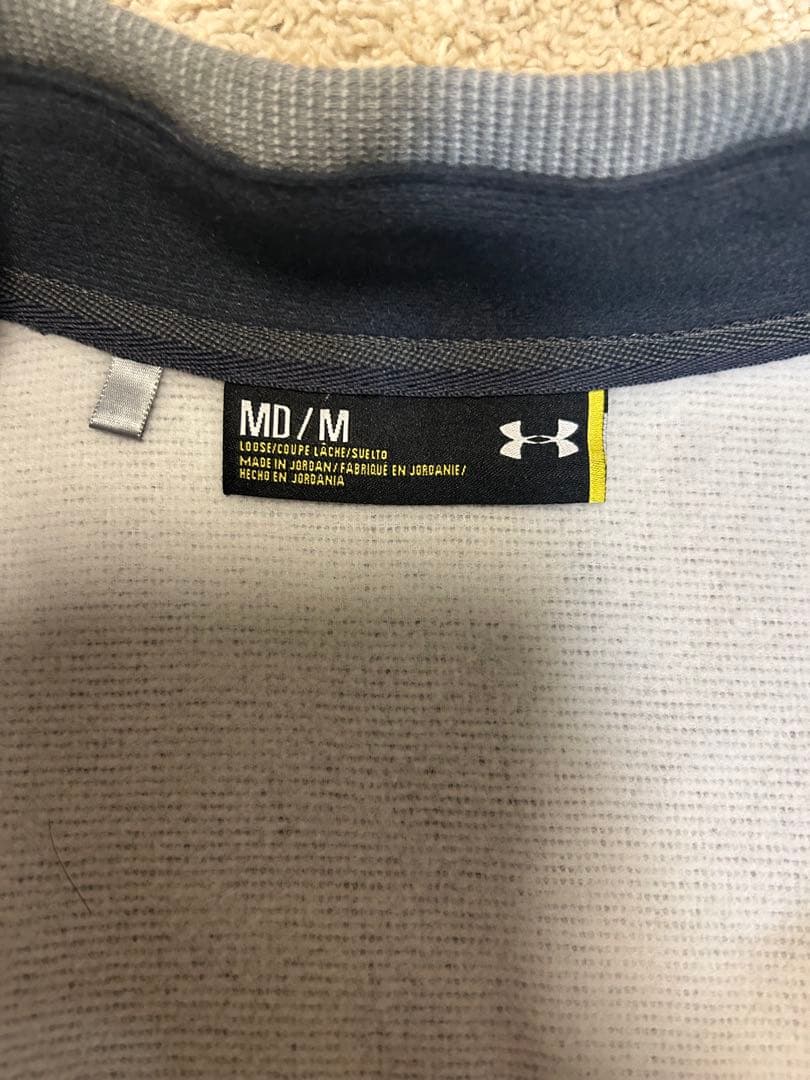 MD/M
LOOSE/COUPE LÂCHE/SUELTO
MADE IN JORDAN/FABRIQUÉ EN JORDANIE/
HECHO EN JORDANIA